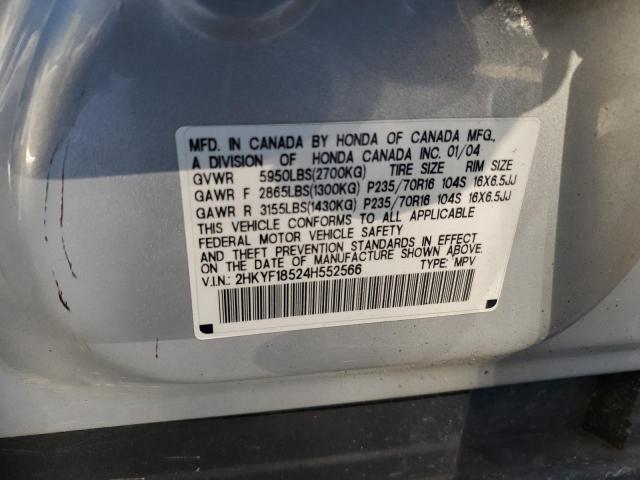 MFD. IN CANADA BY HONDA OF CANADA MFG.,
A DIVISION OF HONDA CANADA INC. 01/04
GVWR 5950LBS(2700KG) TIRE SIZE RIM SIZE
GAWR F 2865LBS(1300KG) P235/70R16 104S 16X6.5JJ
GAWR R 3155LBS(1430KG) P235/70R16 104S 16X6.5JJ
THIS VEHICLE CONFORMS TO ALL APPLICABLE
FEDERAL MOTOR VEHICLE SAFETY
AND THEFT PREVENTION STANDARDS IN EFFECT
ON THE DATE OF MANUFACTURE SHOWN ABOVE.
V.I.N.: 2HKYF18524H552566 TYPE: MPV